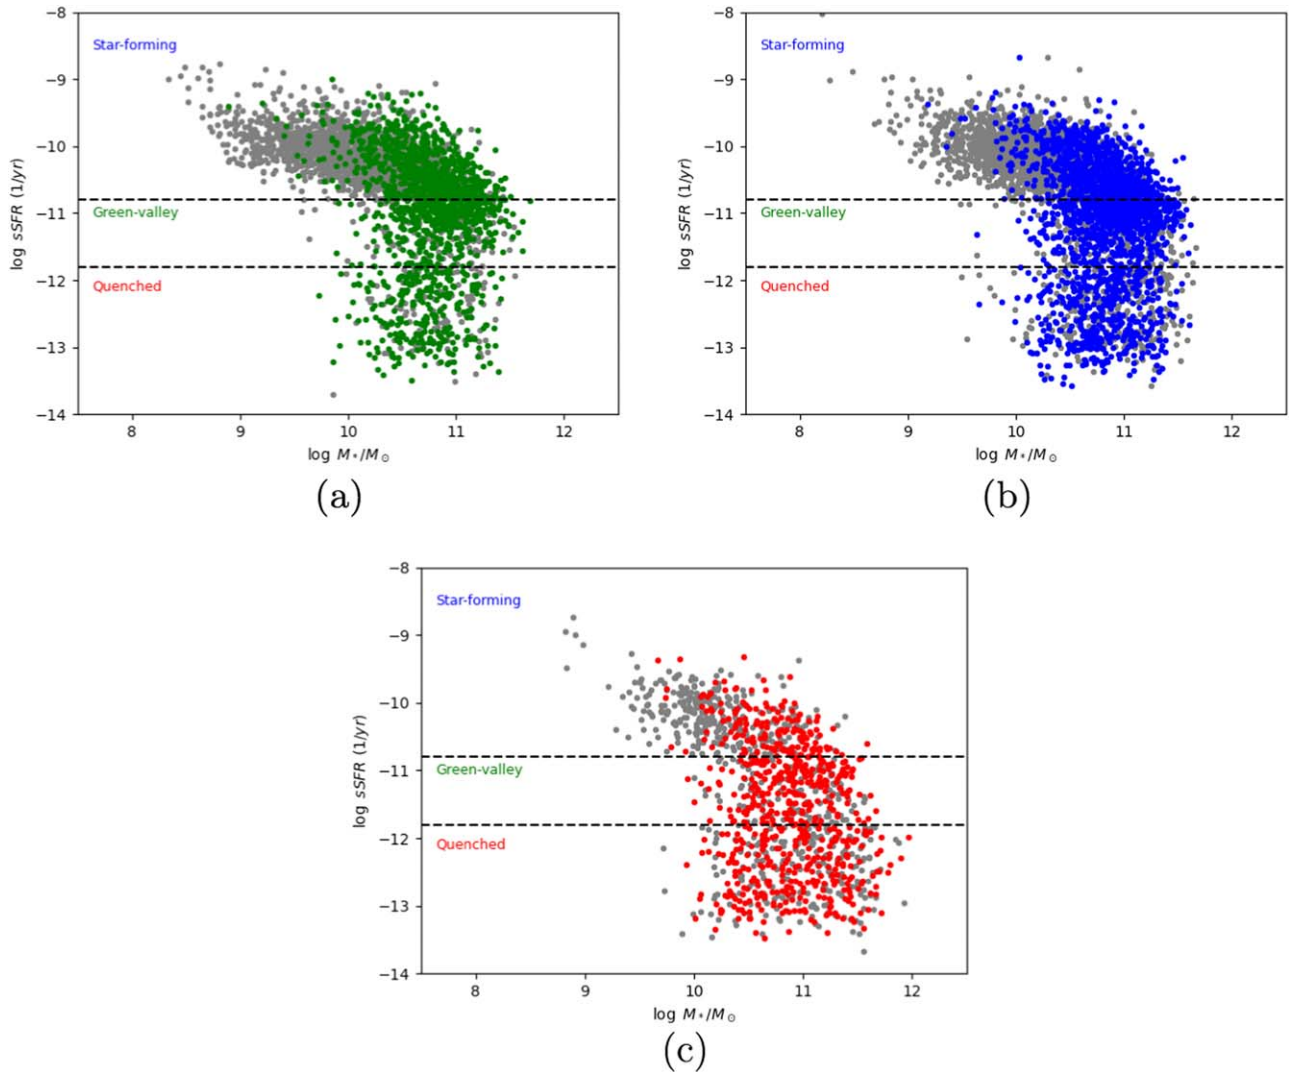 −8
−9
−10
−11
−12
−13
−14
log sSFR (1/yr)
Star-forming
Green-valley
Quenched
8 9 10 11 12
log M*/M⊙
(a)
−8
−9
−10
−11
−12
−13
−14
log sSFR (1/yr)
Star-forming
Green-valley
Quenched
8 9 10 11 12
log M*/M⊙
(b)
−8
−9
−10
−11
−12
−13
−14
log sSFR (1/yr)
Star-forming
Green-valley
Quenched
8 9 10 11 12
log M*/M⊙
(c)